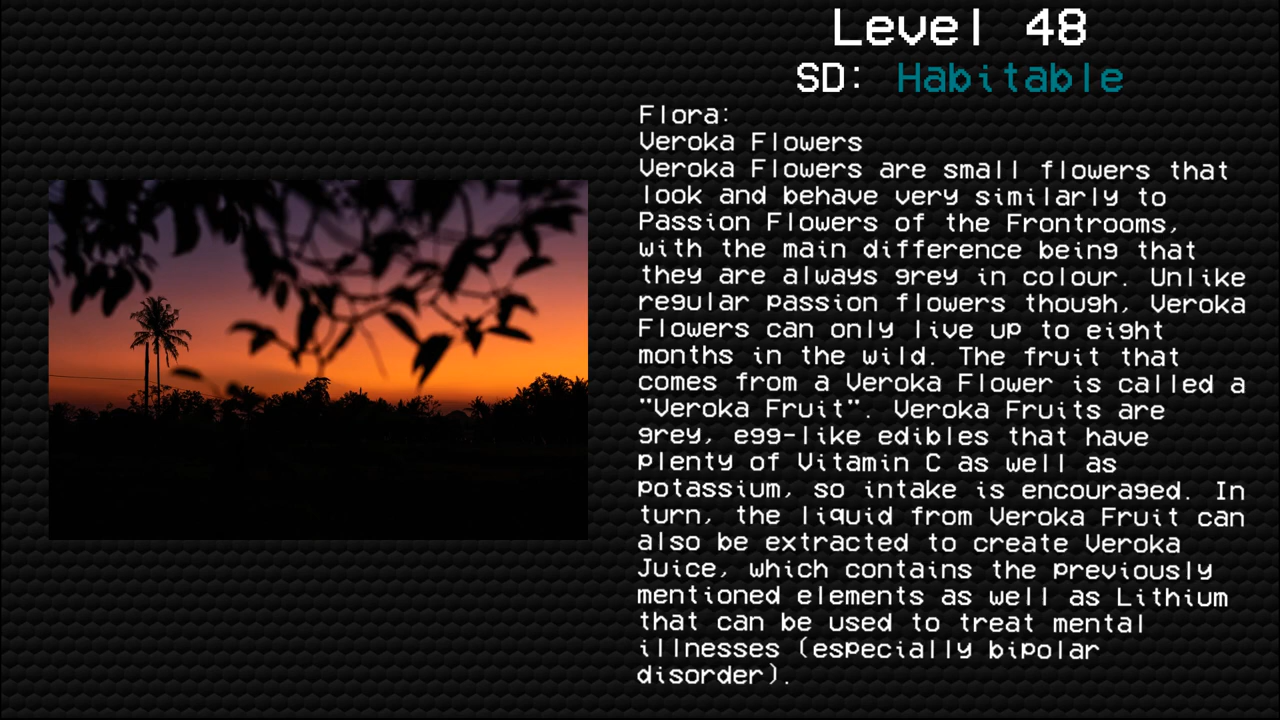 Level 48
SD: Habitable
Flora:
Veroka Flowers
Veroka Flowers are small flowers that
look and behave very similarly to
Passion Flowers of the Frontrooms,
with the main difference being that
they are always grey in colour. Unlike
regular passion flowers though, Veroka
Flowers can only live up to eight
months in the wild. The fruit that
comes from a Veroka Flower is called a
"Veroka Fruit". Veroka Fruits are
grey, egg-like edibles that have
plenty of Vitamin C as well as
potassium, so intake is encouraged. In
turn, the liquid from Veroka Fruit can
also be extracted to create Veroka
Juice, which contains the previously
mentioned elements as well as Lithium
that can be used to treat mental
illnesses (especially bipolar
disorder).